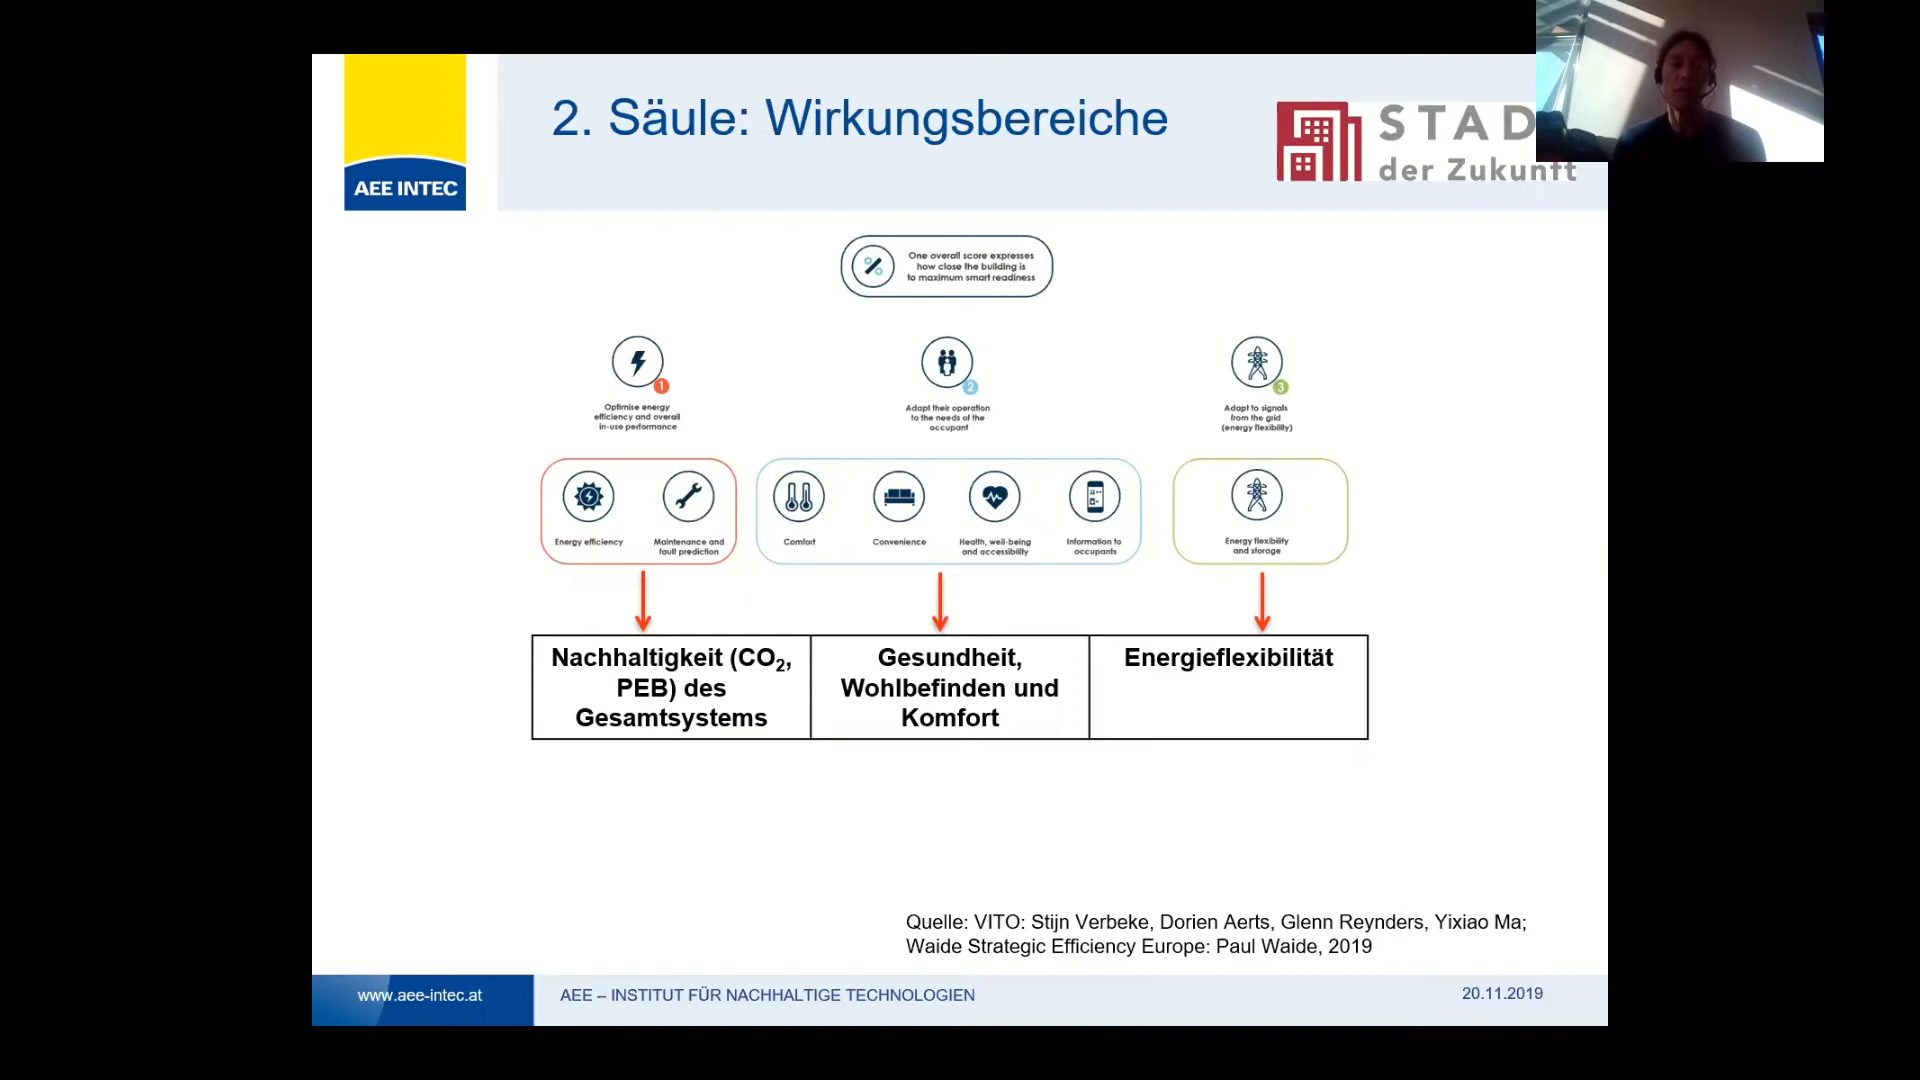 2. Säule: Wirkungsbereiche
STAD
der Zukunft
AEE INTEC
One overall score expresses
how close the building is
to maximum smart readiness
1
Optimise energy
efficiency and overall
in-use performance
2
Adapt their operation
to the needs of the
occupant
3
Adapt to signals
from the grid
(energy flexibility)
Energy efficiency
Maintenance and
fault prediction
Comfort
Convenience
Health, well-being
and accessibility
Information to
occupants
Energy flexibility
and storage
Nachhaltigkeit (CO₂,
PEB) des
Gesamtsystems
Gesundheit,
Wohlbefinden und
Komfort
Energieflexibilität
Quelle: VITO: Stijn Verbeke, Dorien Aerts, Glenn Reynders, Yixiao Ma;
Waide Strategic Efficiency Europe: Paul Waide, 2019
www.aee-intec.at
AEE – INSTITUT FÜR NACHHALTIGE TECHNOLOGIEN
20.11.2019